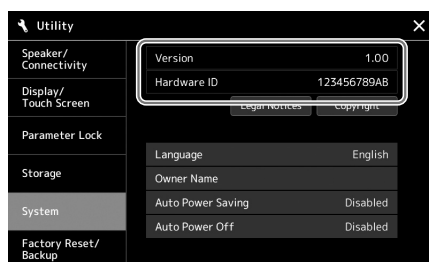 Utility
Speaker/
Connectivity
Display/
Touch Screen
Parameter Lock
Storage
System
Factory Reset/
Backup
Version 1.00
Hardware ID 123456789AB
Legal Notices Copyright
Language English
Owner Name
Auto Power Saving Disabled
Auto Power Off Disabled